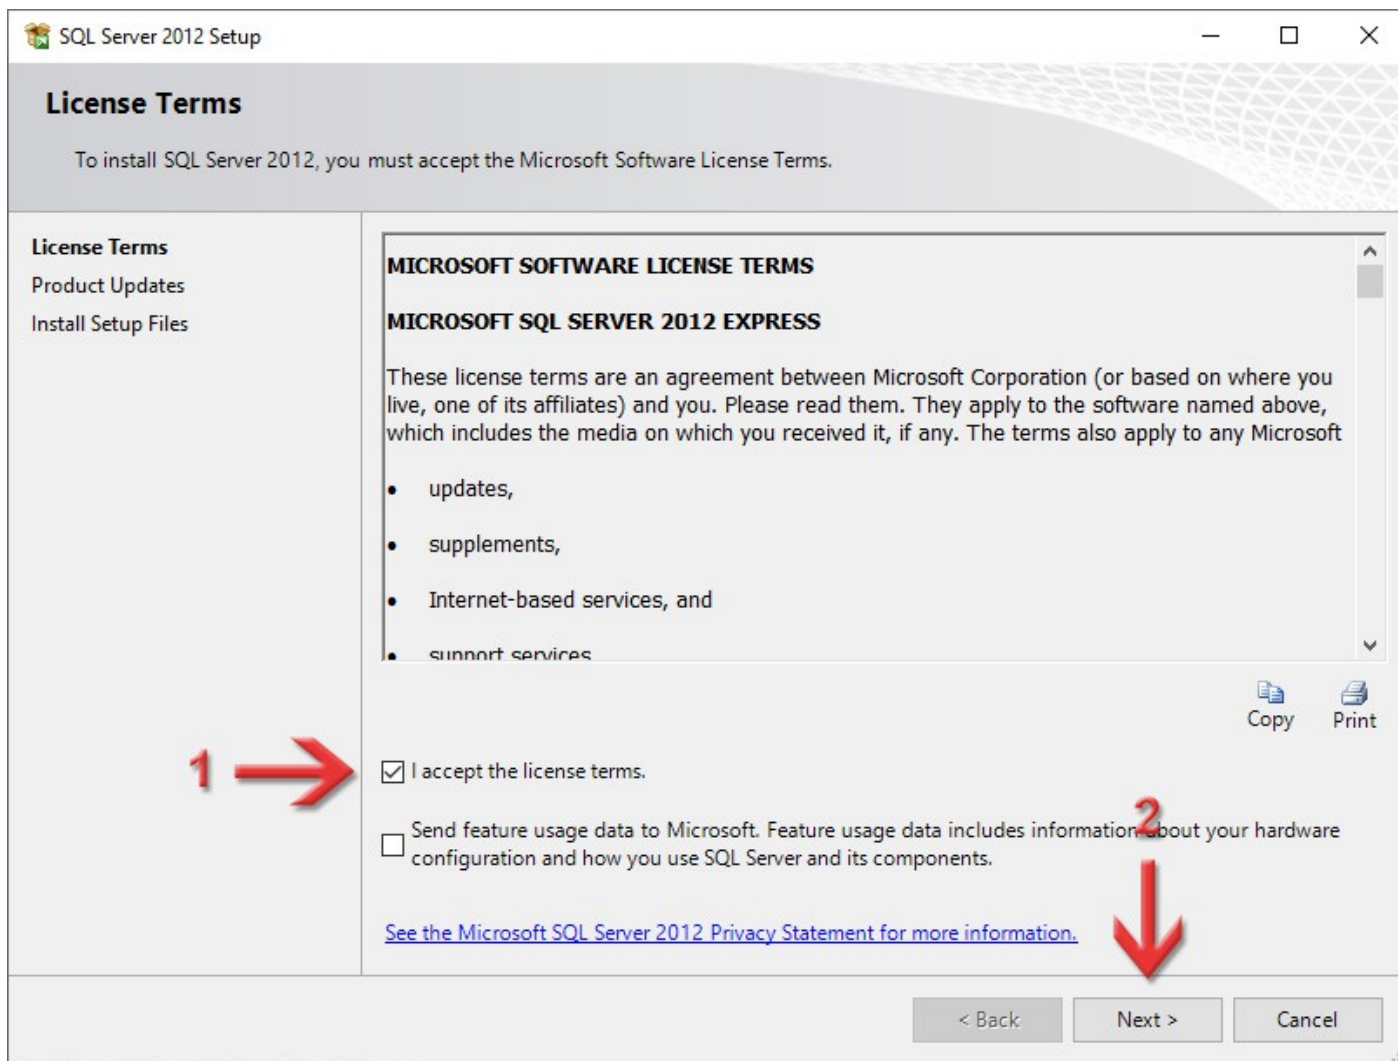 SQL Server 2012 Setup
License Terms
To install SQL Server 2012, you must accept the Microsoft Software License Terms.
License Terms
Product Updates
Install Setup Files
MICROSOFT SOFTWARE LICENSE TERMS
MICROSOFT SQL SERVER 2012 EXPRESS
These license terms are an agreement between Microsoft Corporation (or based on where you
live, one of its affiliates) and you. Please read them. They apply to the software named above,
which includes the media on which you received it, if any. The terms also apply to any Microsoft
• updates,
• supplements,
• Internet-based services, and
• support services
Copy Print
1
I accept the license terms.
2
Send feature usage data to Microsoft. Feature usage data includes information about your hardware
configuration and how you use SQL Server and its components.
See the Microsoft SQL Server 2012 Privacy Statement for more information.
< Back Next > Cancel